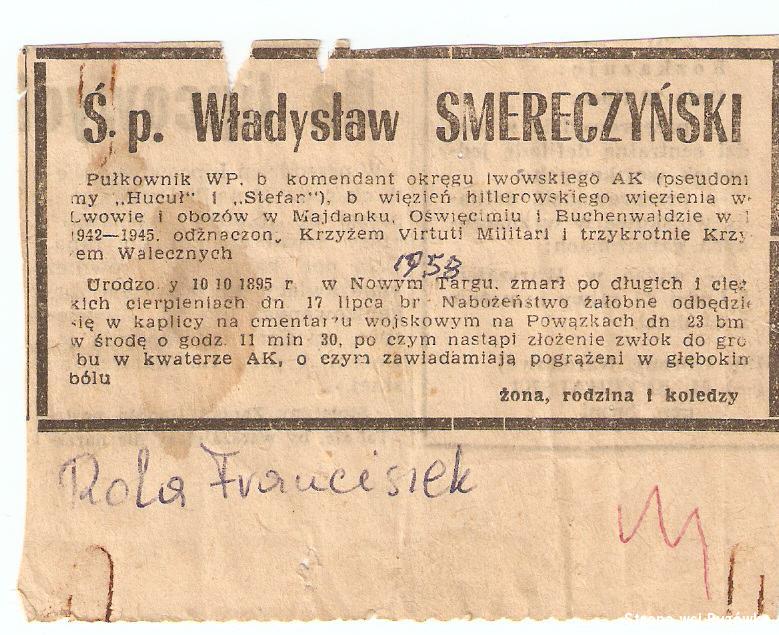 Ś. p. Władysław SMERECZYŃSKI
Pułkownik WP. b komendant okręgu lwowskiego AK (pseudoni
my „Hucuł" i „Stefan"), b więzień hitlerowskiego więzienia w
Lwowie i obozów w Majdanku, Oświęcimiu i Buchenwaldzie w l
1942—1945. odznaczon. Krzyżem Virtuti Militari i trzykrotnie Krzy
em Walecznych
1958
Urodzo y 10 10 1895 r w Nowym Targu. zmarł po długich i cięż
kich cierpieniach dn 17 lipca br Nabożeństwo żałobne odbędzie
się w kaplicy na cmentarzu wojskowym na Powązkach dn 23 bm
w środę o godz. 11 min 30, po czym nastąpi złożenie zwłok do gro
bu w kwaterze AK, o czym zawiadamiają pogrążeni w głębokim
bólu
żona, rodzina i koledzy
Rola Franciszek
Strona wsi